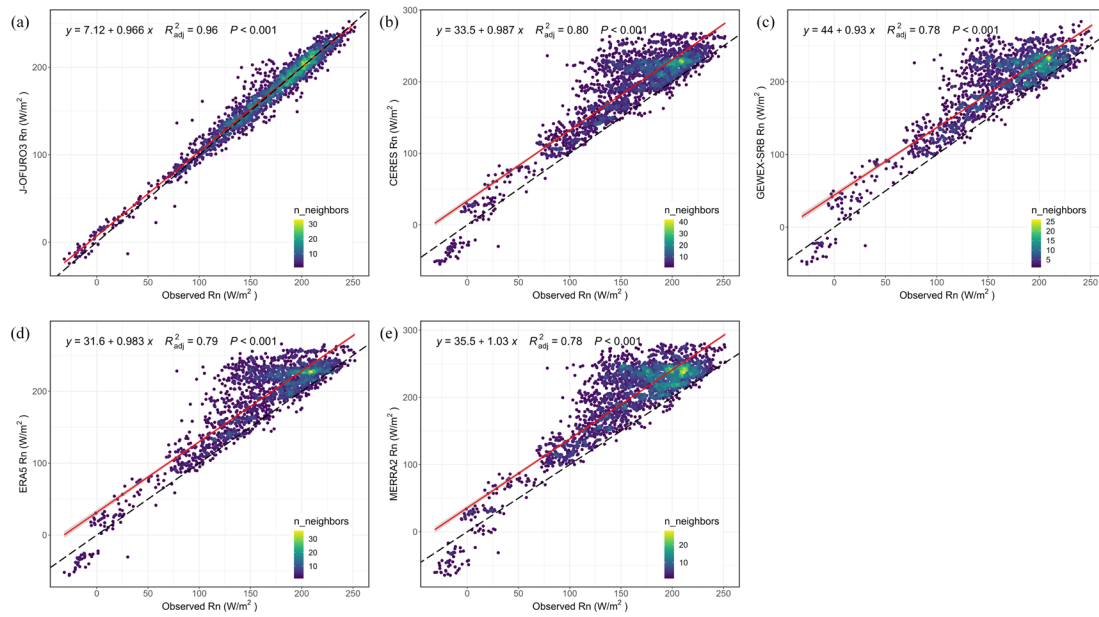 (a)
y = 7.12 + 0.966 x R²adj = 0.96 P < 0.001
200
100
0
J-OFURO3 Rn (W/m²)
n_neighbors
30
20
10
0 50 100 150 200 250
Observed Rn (W/m²)
(b)
y = 33.5 + 0.987 x R²adj = 0.80 P < 0.001
300
200
100
0
CERES Rn (W/m²)
n_neighbors
40
30
20
10
0 50 100 150 200 250
Observed Rn (W/m²)
(c)
y = 44 + 0.93 x R²adj = 0.78 P < 0.001
200
100
0
GEWEX-SRB Rn (W/m²)
n_neighbors
25
20
15
10
5
0 50 100 150 200 250
Observed Rn (W/m²)
(d)
y = 31.6 + 0.983 x R²adj = 0.79 P < 0.001
300
200
100
0
ERA5 Rn (W/m²)
n_neighbors
30
20
10
0 50 100 150 200 250
Observed Rn (W/m²)
(e)
y = 35.5 + 1.03 x R²adj = 0.78 P < 0.001
300
200
100
0
MERRA2 Rn (W/m²)
n_neighbors
20
10
0 50 100 150 200 250
Observed Rn (W/m²)